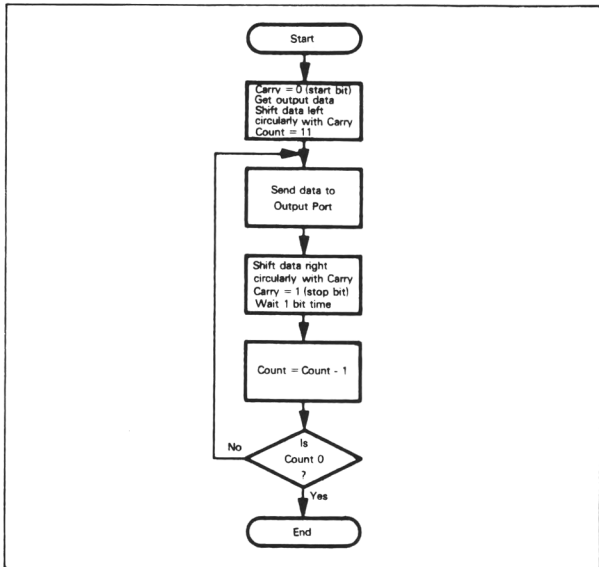 Start
Carry = 0 (start bit)
Get output data
Shift data left
circularly with Carry
Count = 11
Send data to
Output Port
Shift data right
circularly with Carry
Carry = 1 (stop bit)
Wait 1 bit time
Count = Count - 1
Is
Count 0
?
No
Yes
End